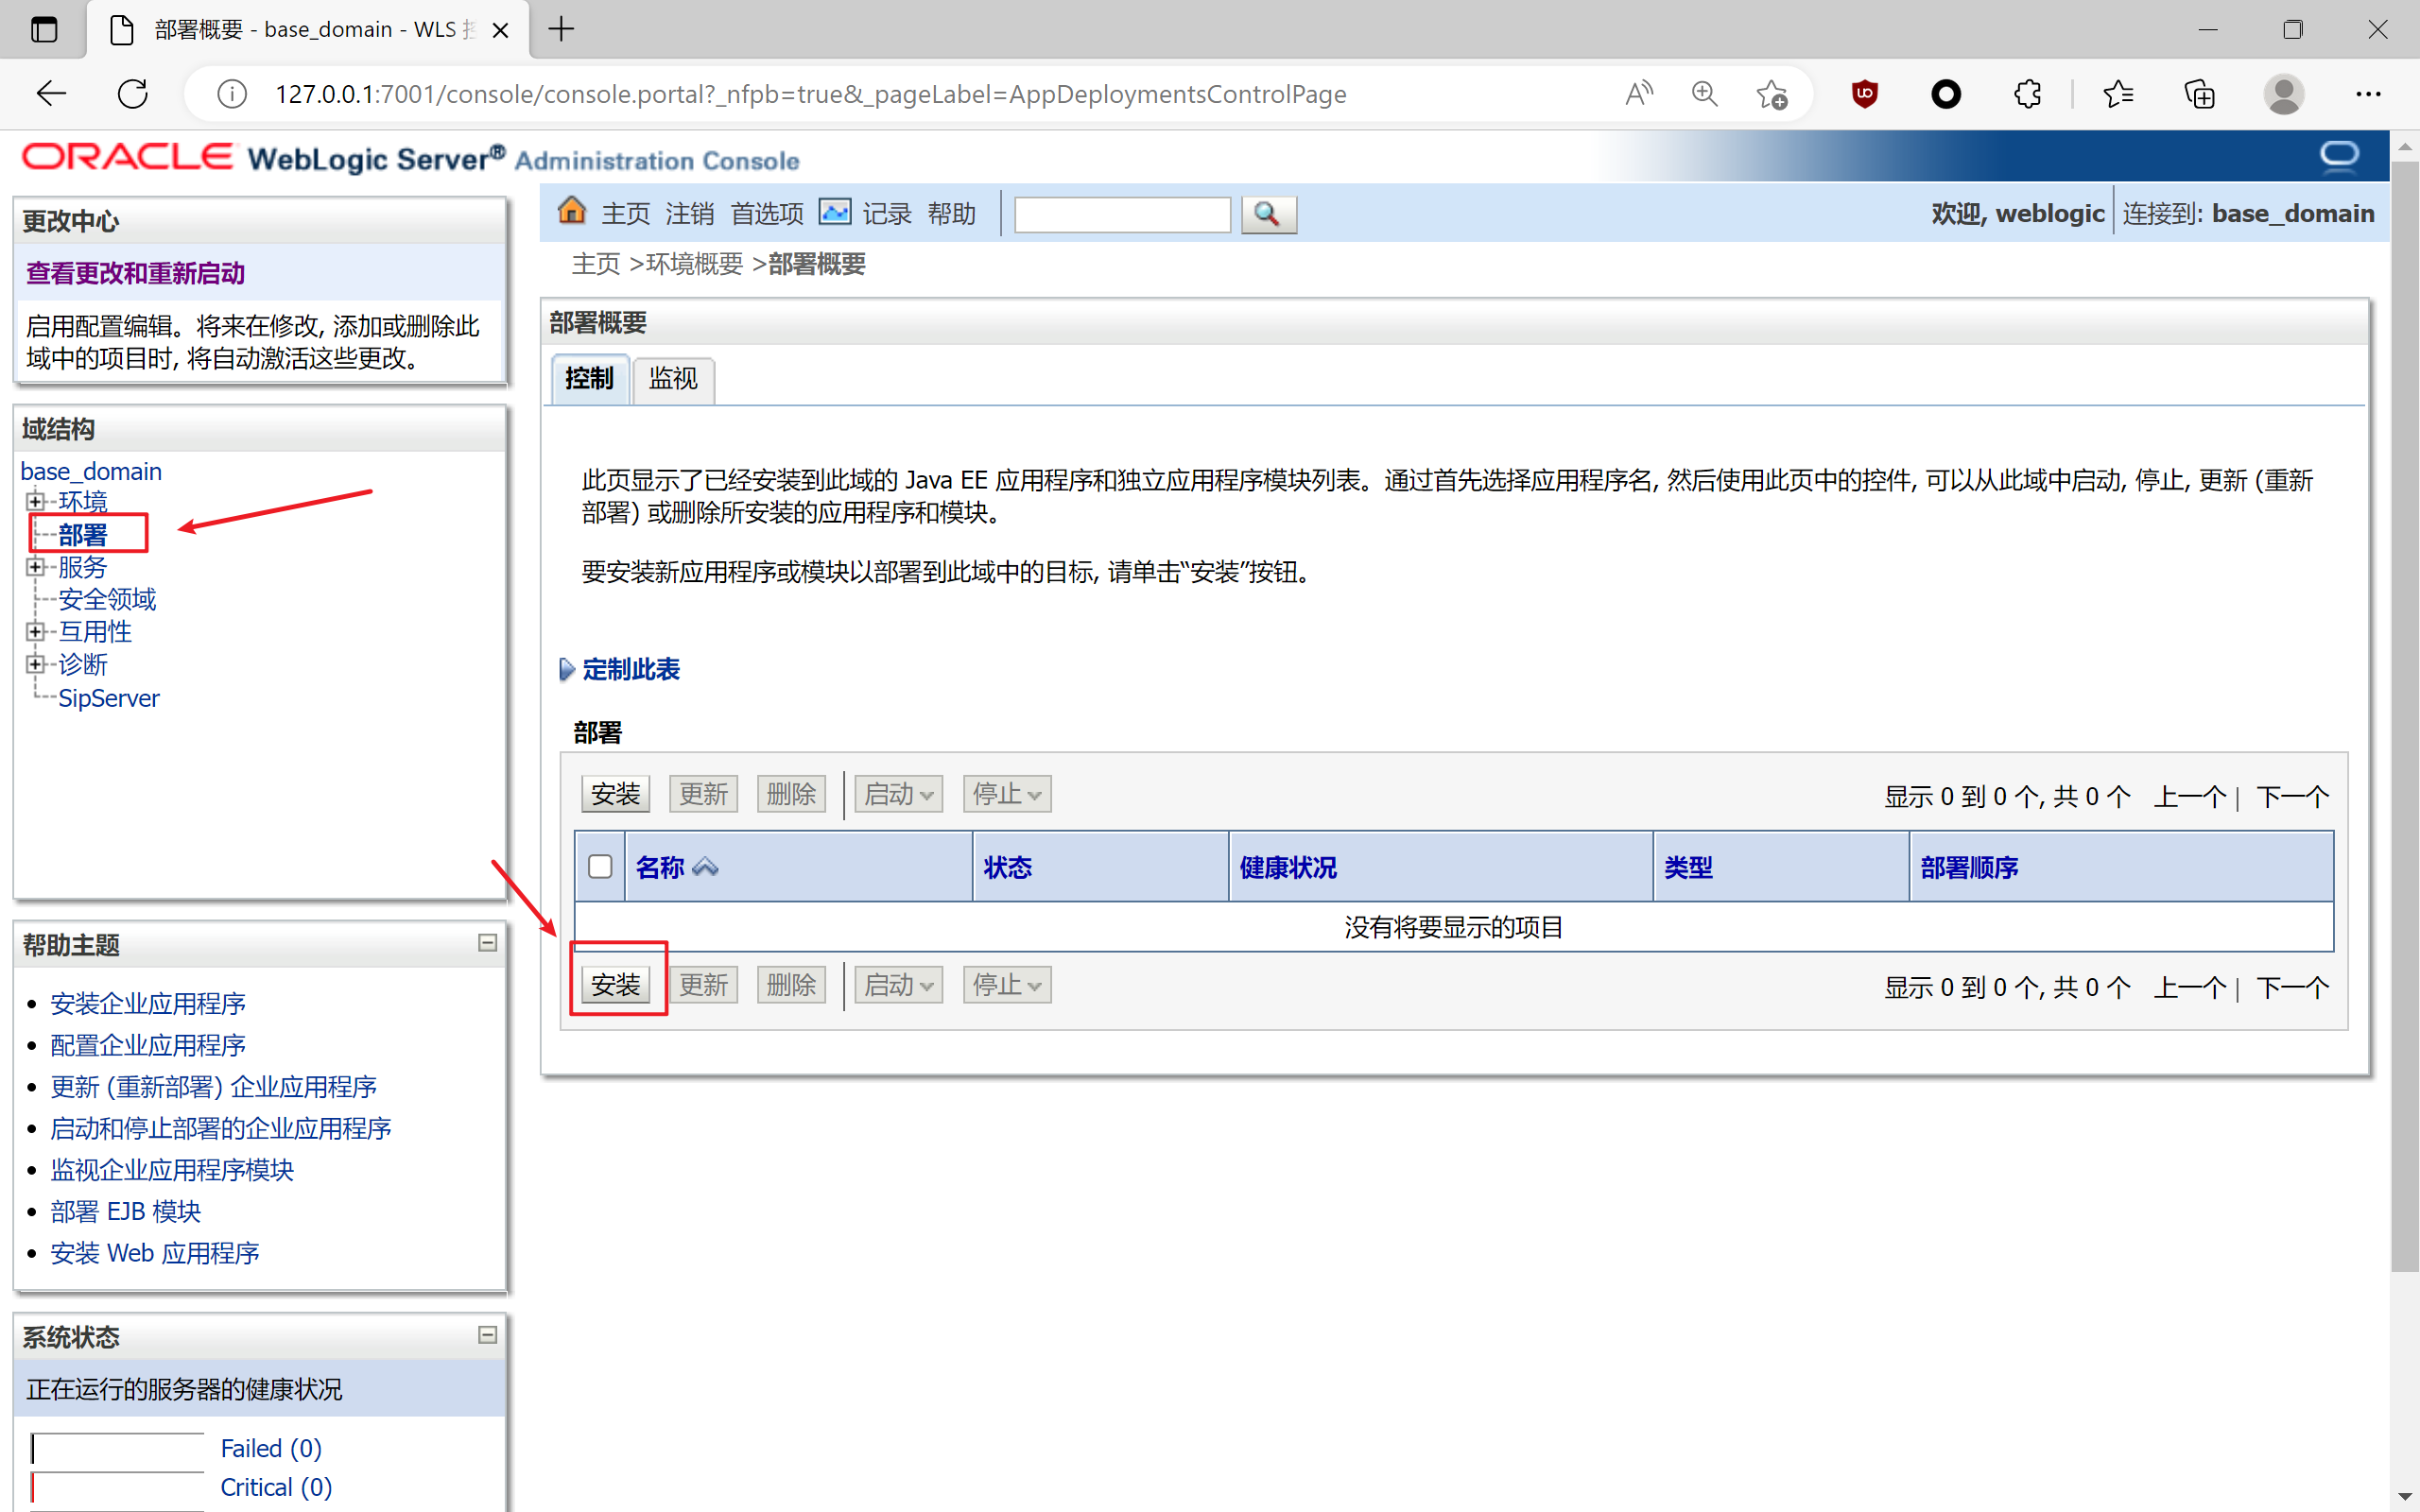 部署概要 - base_domain - WLS
127.0.0.1:7001/console/console.portal?_nfpb=true&_pageLabel=AppDeploymentsControlPage
ORACLE WebLogic Server® Administration Console
更改中心
查看更改和重新启动
启用配置编辑。将来在修改, 添加或删除此
域中的项目时, 将自动激活这些更改。
域结构
base_domain
环境
部署
服务
安全领域
互用性
诊断
SipServer
帮助主题
安装企业应用程序
配置企业应用程序
更新 (重新部署) 企业应用程序
启动和停止部署的企业应用程序
监视企业应用程序模块
部署 EJB 模块
安装 Web 应用程序
系统状态
正在运行的服务器的健康状况
Failed (0)
Critical (0)
主页 注销 首选项 记录 帮助
欢迎, weblogic 连接到: base_domain
主页 >环境概要 >部署概要
部署概要
控制 监视
此页显示了已经安装到此域的 Java EE 应用程序和独立应用程序模块列表。通过首先选择应用程序名, 然后使用此页中的控件, 可以从此域中启动, 停止, 更新 (重新
部署) 或删除所安装的应用程序和模块。
要安装新应用程序或模块以部署到此域中的目标, 请单击“安装”按钮。
定制此表
部署
安装 更新 删除 启动 停止 显示 0 到 0 个, 共 0 个 上一个 | 下一个
名称 状态 健康状况 类型 部署顺序
没有将要显示的项目
安装 更新 删除 启动 停止 显示 0 到 0 个, 共 0 个 上一个 | 下一个